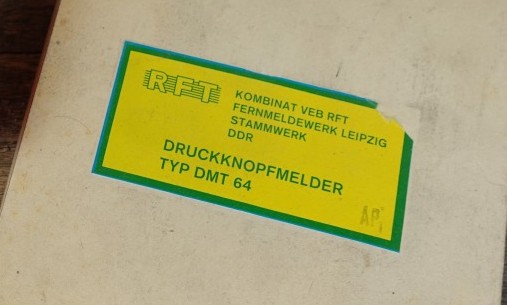 RFT
KOMBINAT VEB RFT
FERNMELDEWERK LEIPZIG
STAMMWERK
DDR
DRUCKKNOPFMELDER
TYP DMT 64